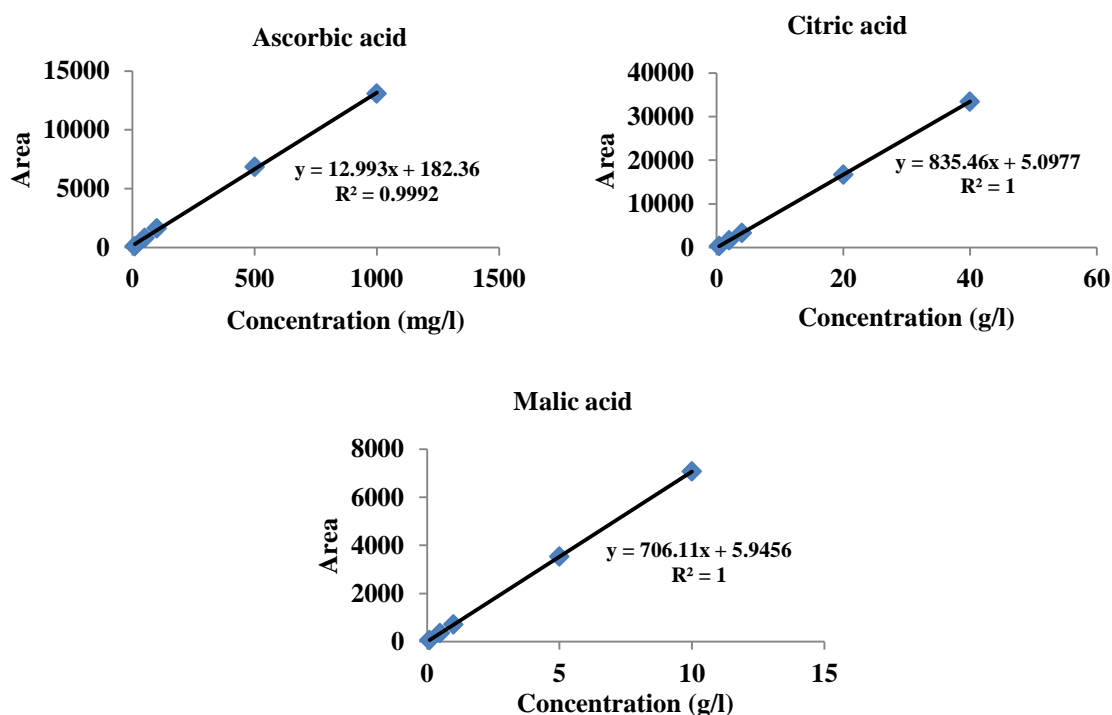 Ascorbic acid
15000
10000
5000
0
Area
y = 12.993x + 182.36
R² = 0.9992
0 500 1000 1500
Concentration (mg/l)
Citric acid
40000
30000
20000
10000
0
Area
y = 835.46x + 5.0977
R² = 1
0 20 40 60
Concentration (g/l)
Malic acid
8000
6000
4000
2000
0
Area
y = 706.11x + 5.9456
R² = 1
0 5 10 15
Concentration (g/l)